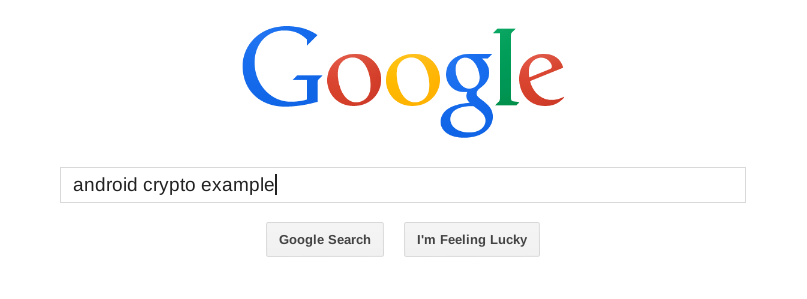 Google
android crypto example
Google Search
I'm Feeling Lucky